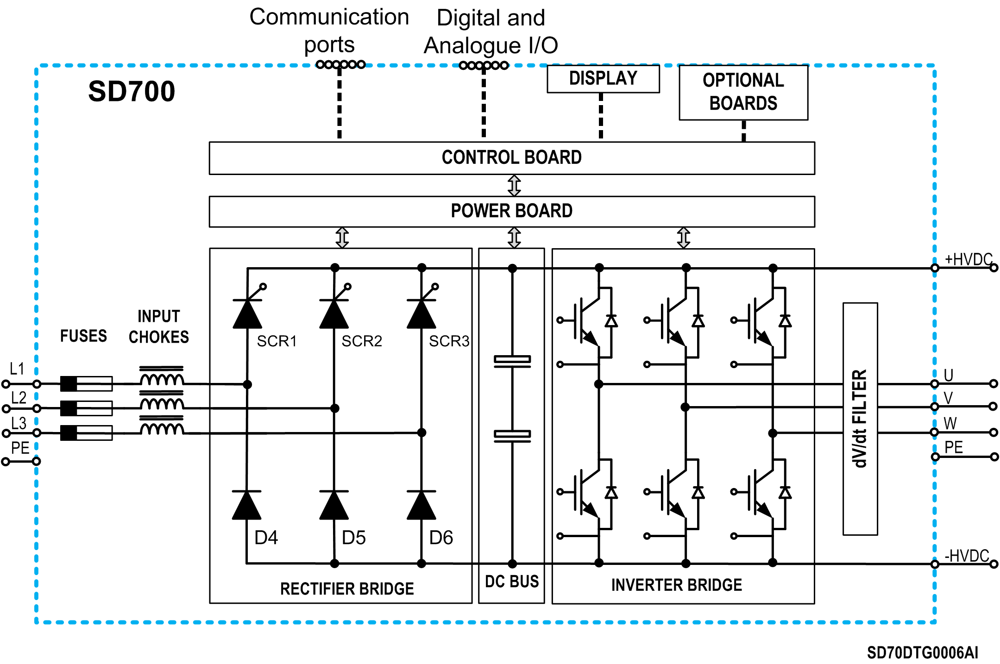 Communication
ports
Digital and
Analogue I/O
SD700
DISPLAY
OPTIONAL
BOARDS
CONTROL BOARD
POWER BOARD
+HVDC
INPUT
CHOKES
FUSES
SCR1
SCR2
SCR3
L1
L2
L3
PE
U
V
W
PE
dV/dt FILTER
D4
D5
D6
-HVDC
RECTIFIER BRIDGE
DC BUS
INVERTER BRIDGE
SD70DTG0006AI